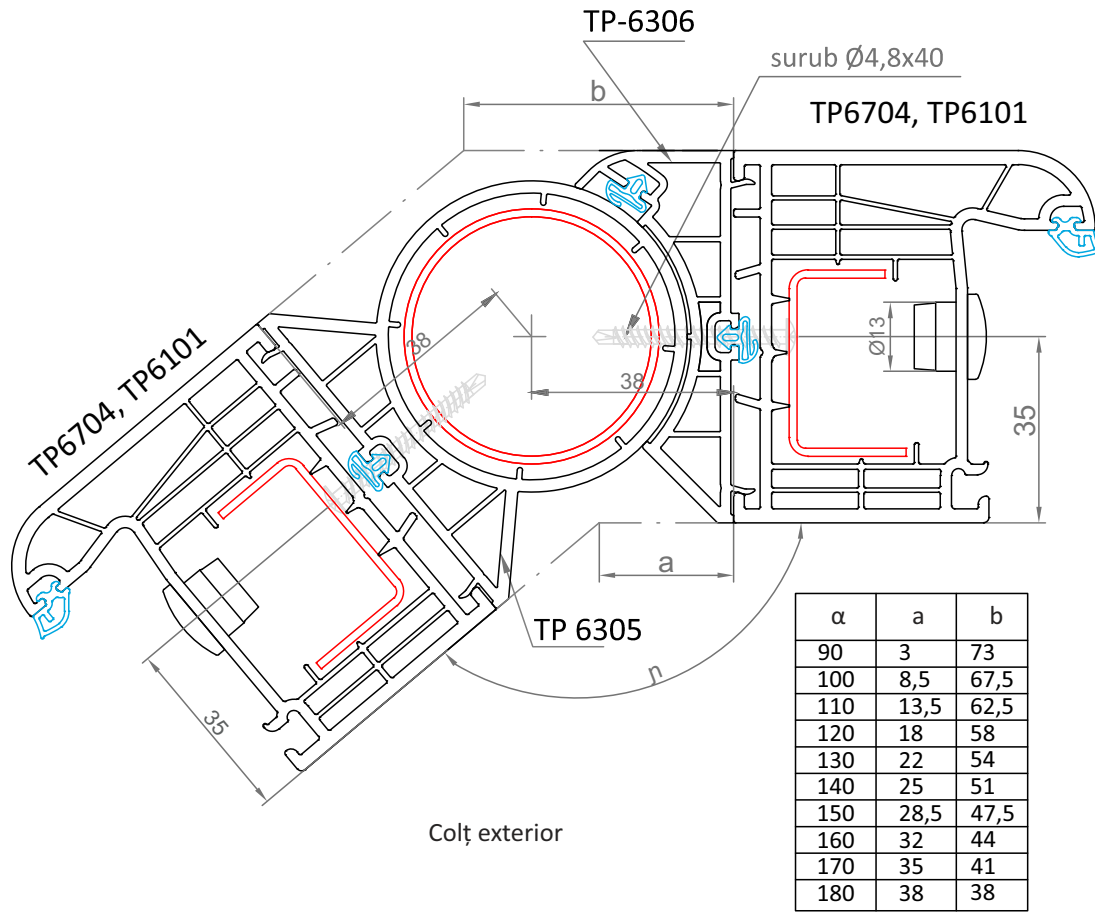 TP-6306
surub Ø4,8x40
b
TP6704, TP6101
38
Ø13
38
35
TP6704, TP6101
a
TP 6305
n
35
Colț exterior
α a b
90 3 73
100 8,5 67,5
110 13,5 62,5
120 18 58
130 22 54
140 25 51
150 28,5 47,5
160 32 44
170 35 41
180 38 38